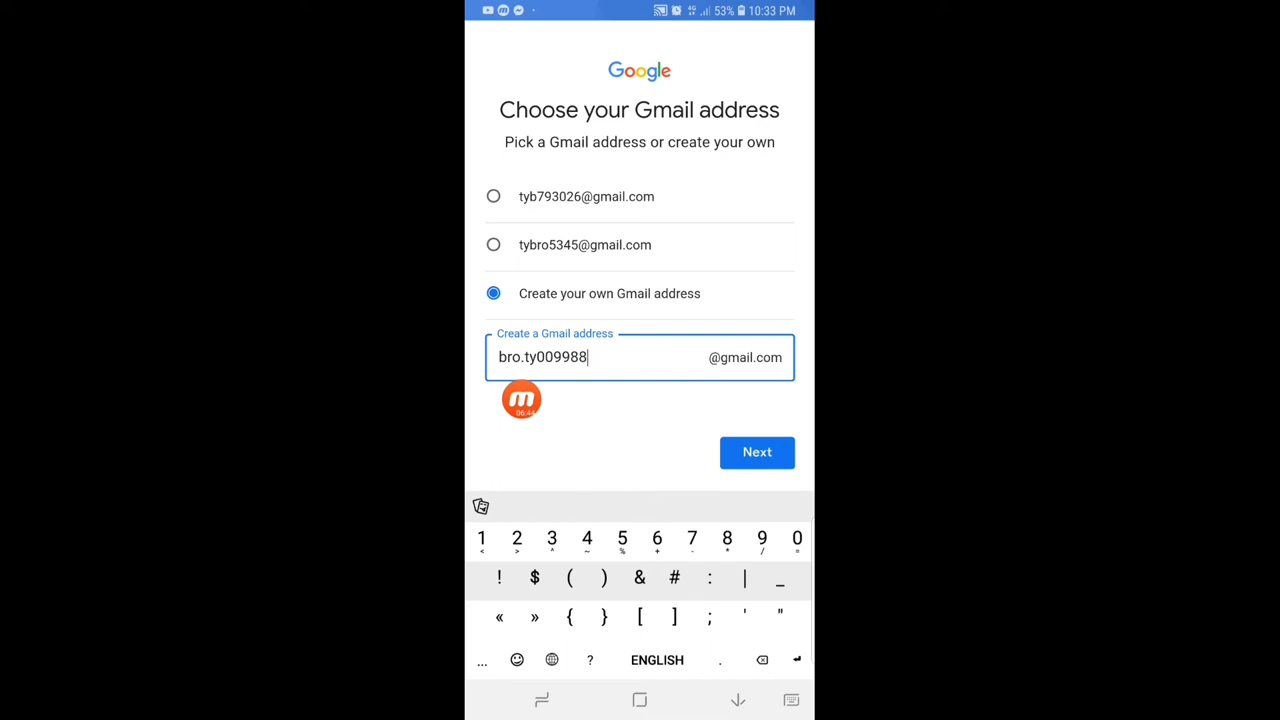 53% 10:33 PM
Google
Choose your Gmail address
Pick a Gmail address or create your own
tyb793026@gmail.com
tybro5345@gmail.com
Create your own Gmail address
Create a Gmail address
bro.ty009988 @gmail.com
m
06:44
Next
1 2 3 4 5 6 7 8 9 0
< > ^ ~ % + - * / =
! $ ( ) & # : | _
« » { } [ ] ; ' "
... ? ENGLISH .